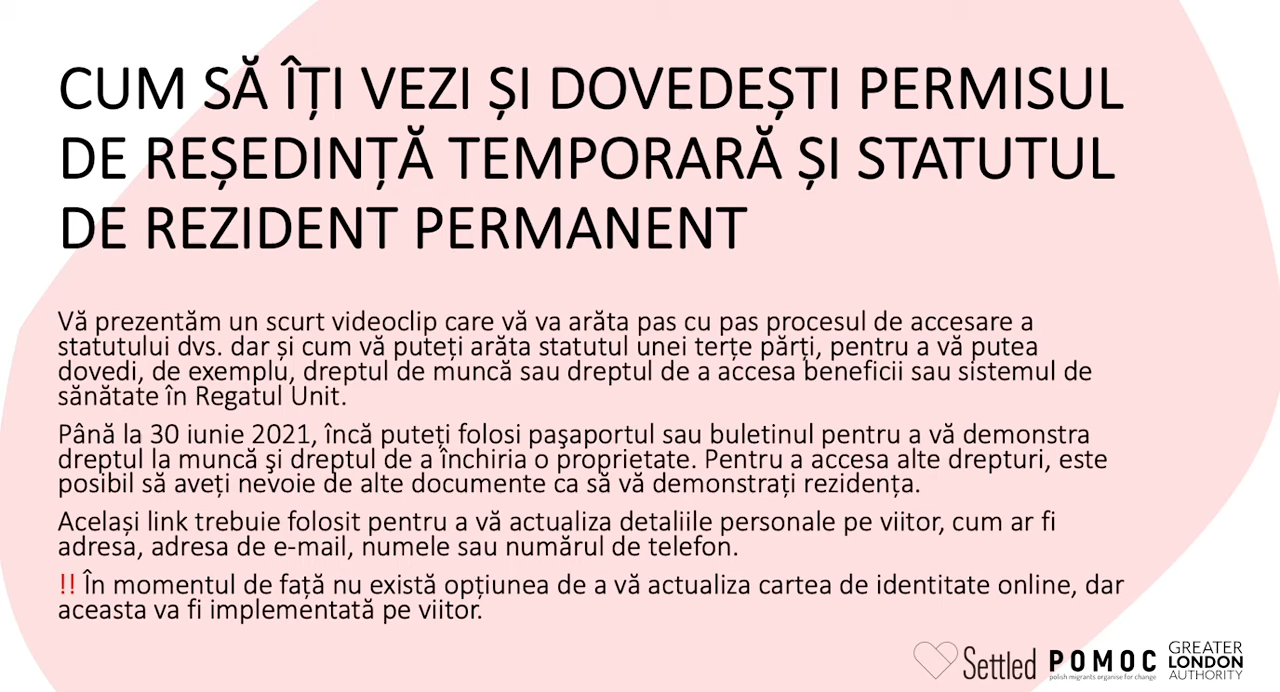 CUM SĂ ÎȚI VEZI ȘI DOVEDEȘTI PERMISUL
DE REȘEDINȚĂ TEMPORARĂ ȘI STATUTUL
DE REZIDENT PERMANENT
Vă prezentăm un scurt videoclip care vă va arăta pas cu pas procesul de accesare a
statutului dvs. dar și cum vă puteți arăta statutul unei terțe părți, pentru a vă putea
dovedi, de exemplu, dreptul de muncă sau dreptul de a accesa beneficii sau sistemul de
sănătate în Regatul Unit.
Până la 30 iunie 2021, încă puteți folosi paşaportul sau buletinul pentru a vă demonstra
dreptul la muncă şi dreptul de a închiria o proprietate. Pentru a accesa alte drepturi, este
posibil să aveți nevoie de alte documente ca să vă demonstrați rezidența.
Același link trebuie folosit pentru a vă actualiza detaliile personale pe viitor, cum ar fi
adresa, adresa de e-mail, numele sau numărul de telefon.
!! În momentul de față nu există opțiunea de a vă actualiza cartea de identitate online, dar
aceasta va fi implementată pe viitor.
Settled
POMOC
polish migrants organise for change
GREATER
LONDON
AUTHORITY